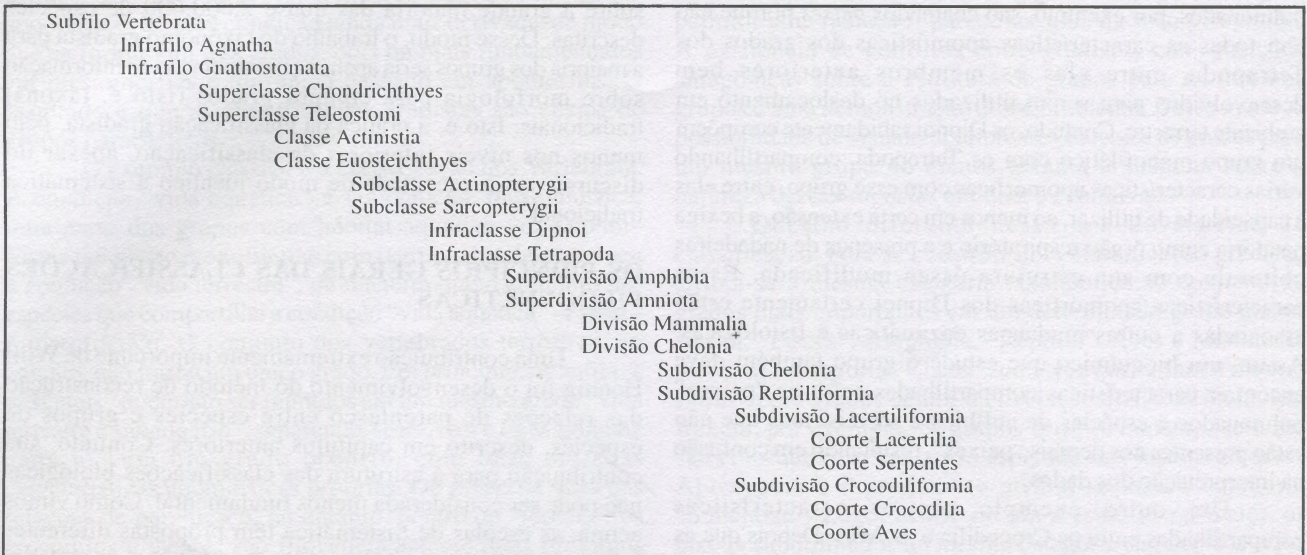 Subfilo Vertebrata
Infrafilo Agnatha
Infrafilo Gnathostomata
Superclasse Chondrichthyes
Superclasse Teleostomi
Classe Actinistia
Classe Euosteichthyes
Subclasse Actinopterygii
Subclasse Sarcopterygii
Infraclasse Dipnoi
Infraclasse Tetrapoda
Superdivisão Amphibia
Superdivisão Amniota
Divisão Mammalia
Divisão Chelonia⁺
Subdivisão Chelonia
Subdivisão Reptiliformia
Subdivisão Lacertiliformia
Coorte Lacertilia
Coorte Serpentes
Subdivisão Crocodiliformia
Coorte Crocodilia
Coorte Aves